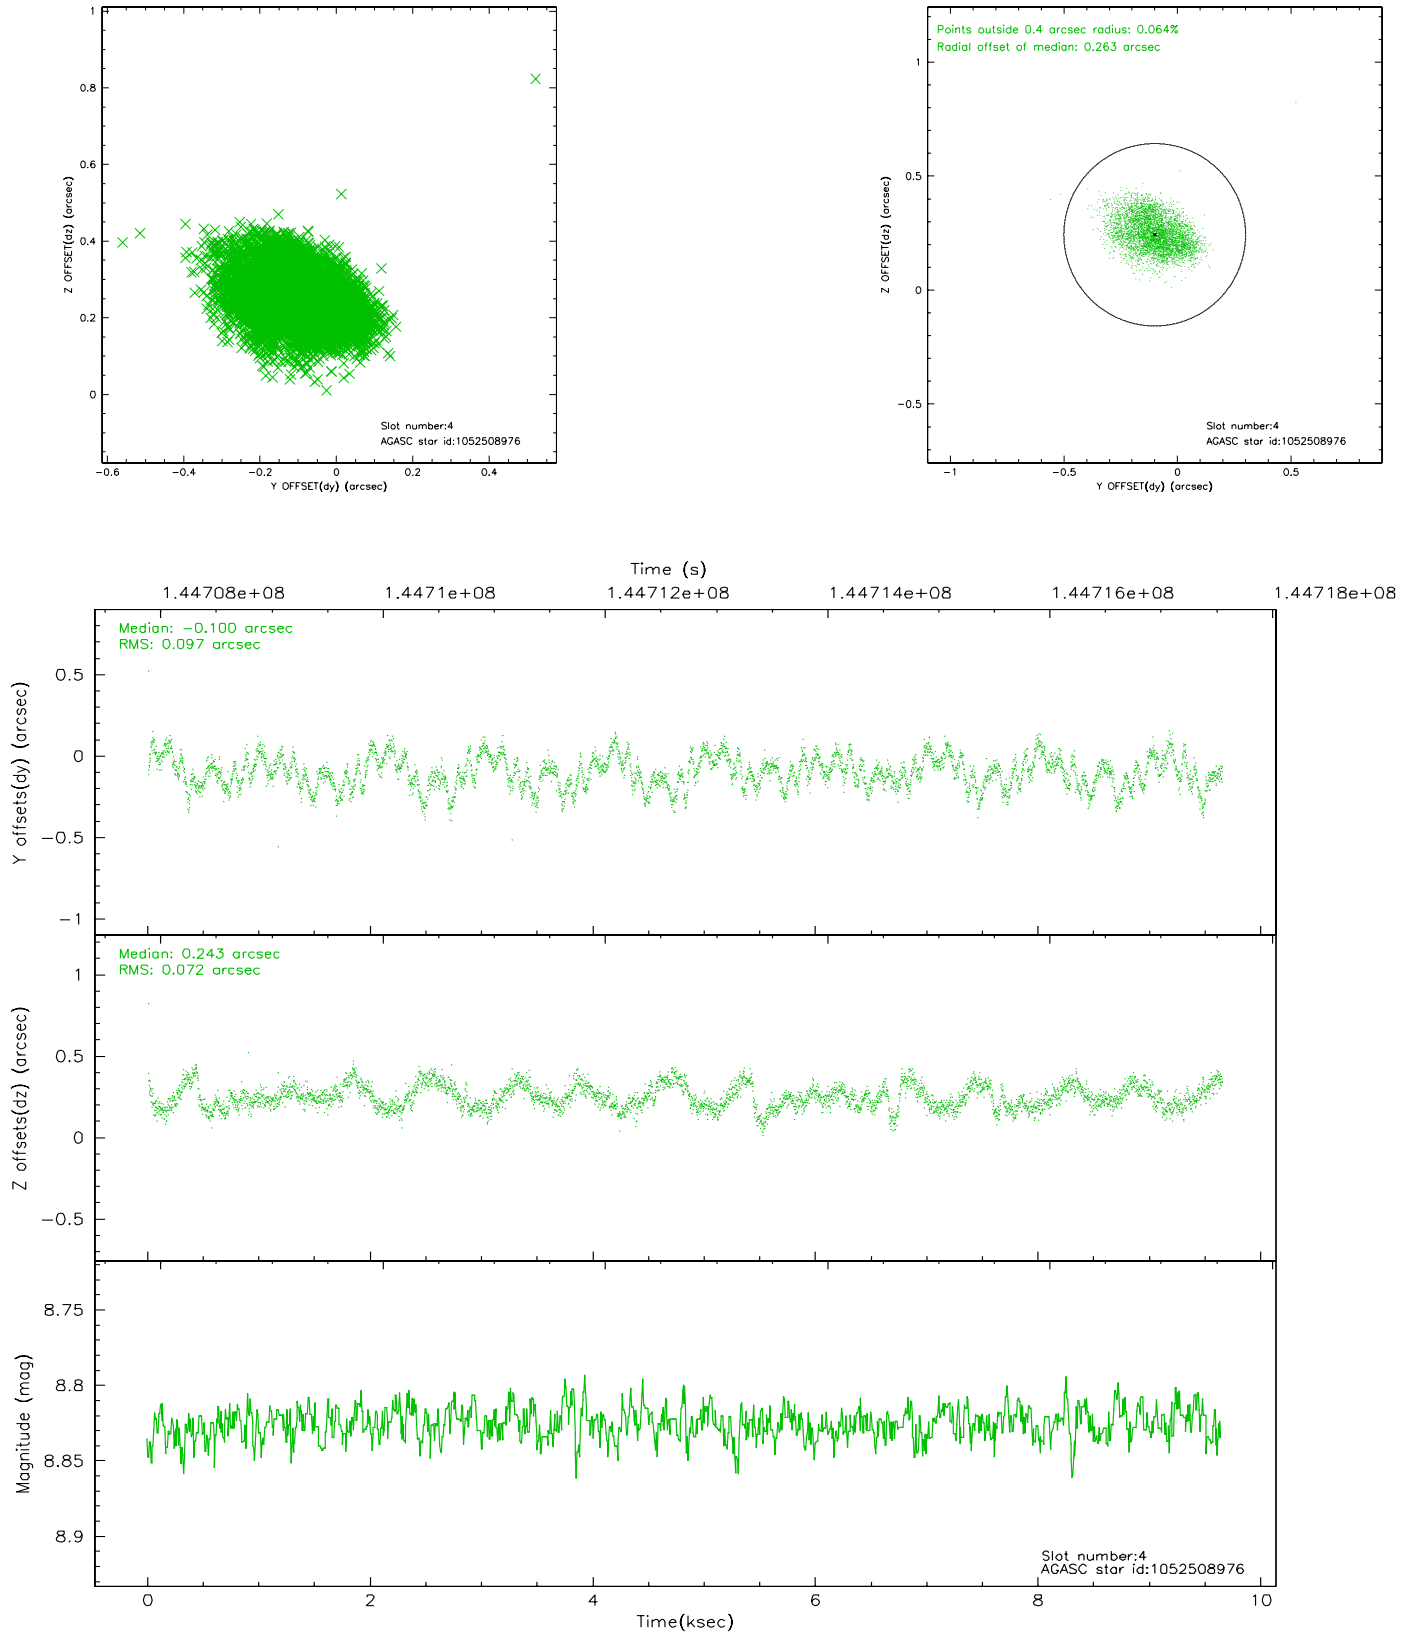 1
0.8
0.6
0.4
0.2
0
Z OFFSET(dz) (arcsec)
Slot number:4
AGASC star id:1052508976
−0.6 −0.4 −0.2 0 0.2 0.4
Y OFFSET(dy) (arcsec)
Points outside 0.4 arcsec radius: 0.064%
Radial offset of median: 0.263 arcsec
1
0.5
0
−0.5
Z OFFSET(dz) (arcsec)
Slot number:4
AGASC star id:1052508976
−1 −0.5 0 0.5
Y OFFSET(dy) (arcsec)
Time (s)
1.44708e+08 1.4471e+08 1.44712e+08 1.44714e+08 1.44716e+08 1.44718e+08
Median: −0.100 arcsec
RMS: 0.097 arcsec
0.5
0
−0.5
−1
Y offsets(dy) (arcsec)
Median: 0.243 arcsec
RMS: 0.072 arcsec
1
0.5
0
−0.5
Z offsets(dz) (arcsec)
8.75
8.8
8.85
8.9
Magnitude (mag)
Slot number:4
AGASC star id:1052508976
0 2 4 6 8 10
Time(ksec)